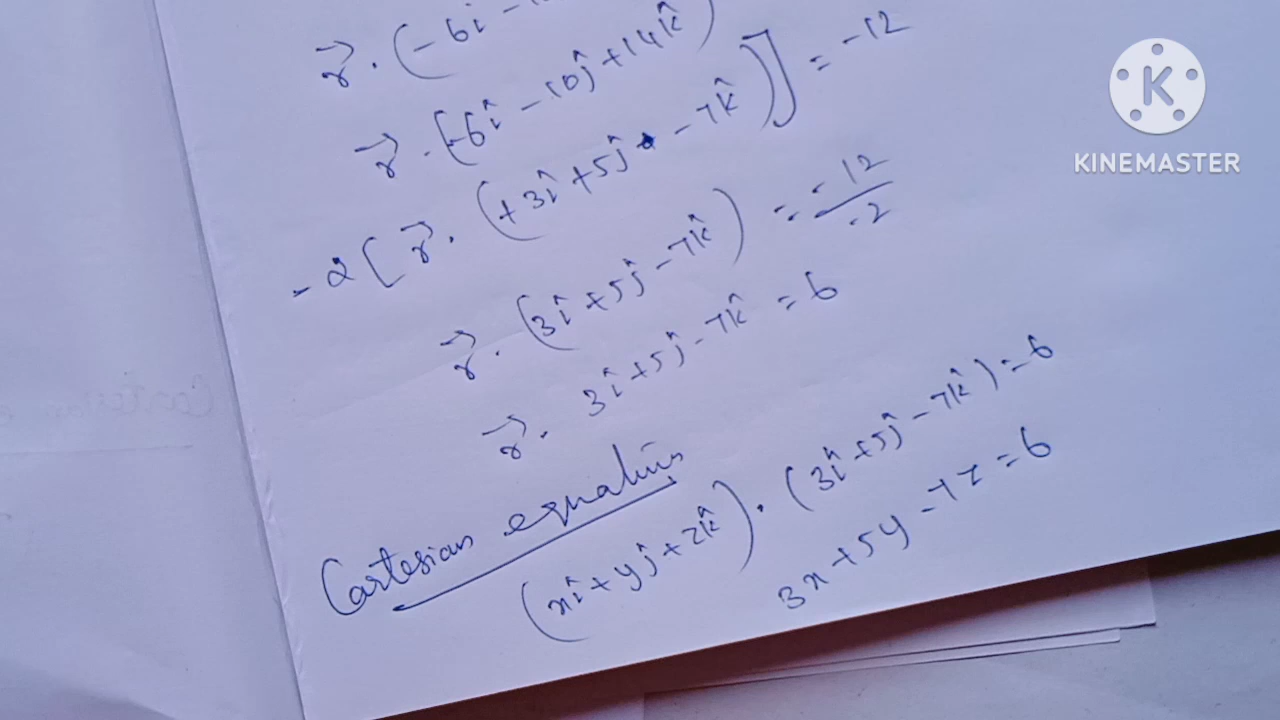 r⃗ . (-6î -
r⃗ . [-6î - 10ĵ + 14k̂)
-2 [ r⃗ . (+3î + 5ĵ - 7k̂ )] = -12
r⃗ . (3î + 5ĵ - 7k̂ ) = -12/-2
r⃗ . 3î + 5ĵ - 7k̂ = 6
Cartesian equation
(xî + yĵ + zk̂ ) . (3î + 5ĵ - 7k̂ ) = 6
3x + 5y - 7z = 6
K
KINEMASTER